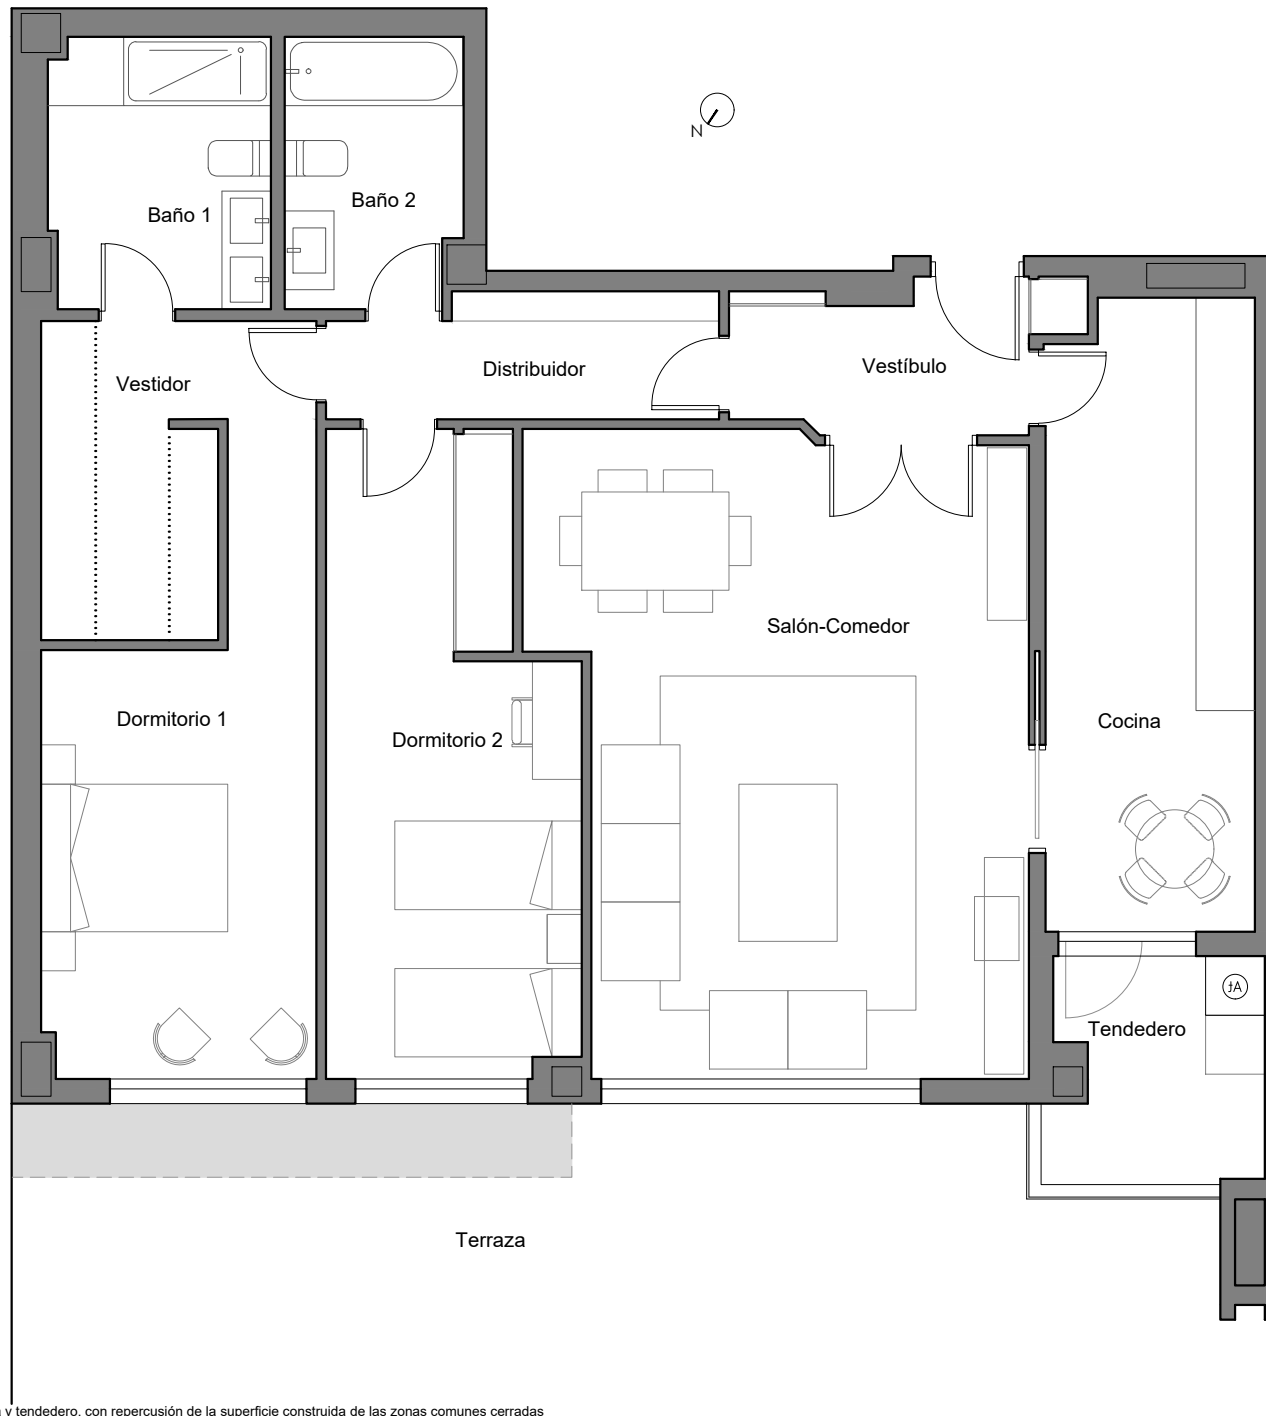 N
Baño 1
Baño 2
Vestidor
Distribuidor
Vestíbulo
Salón-Comedor
Dormitorio 1
Dormitorio 2
Cocina
Tendedero
Terraza
y tendedero, con repercusión de la superficie construida de las zonas comunes cerradas